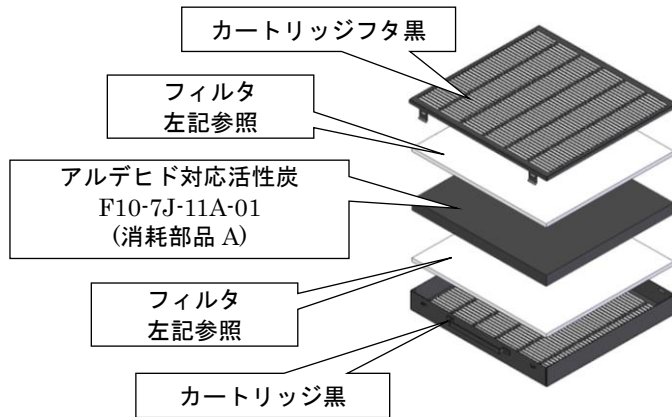 カートリッジフタ黒
フィルタ
左記参照
アルデヒド対応活性炭
F10-7J-11A-01
(消耗部品 A)
フィルタ
左記参照
カートリッジ黒